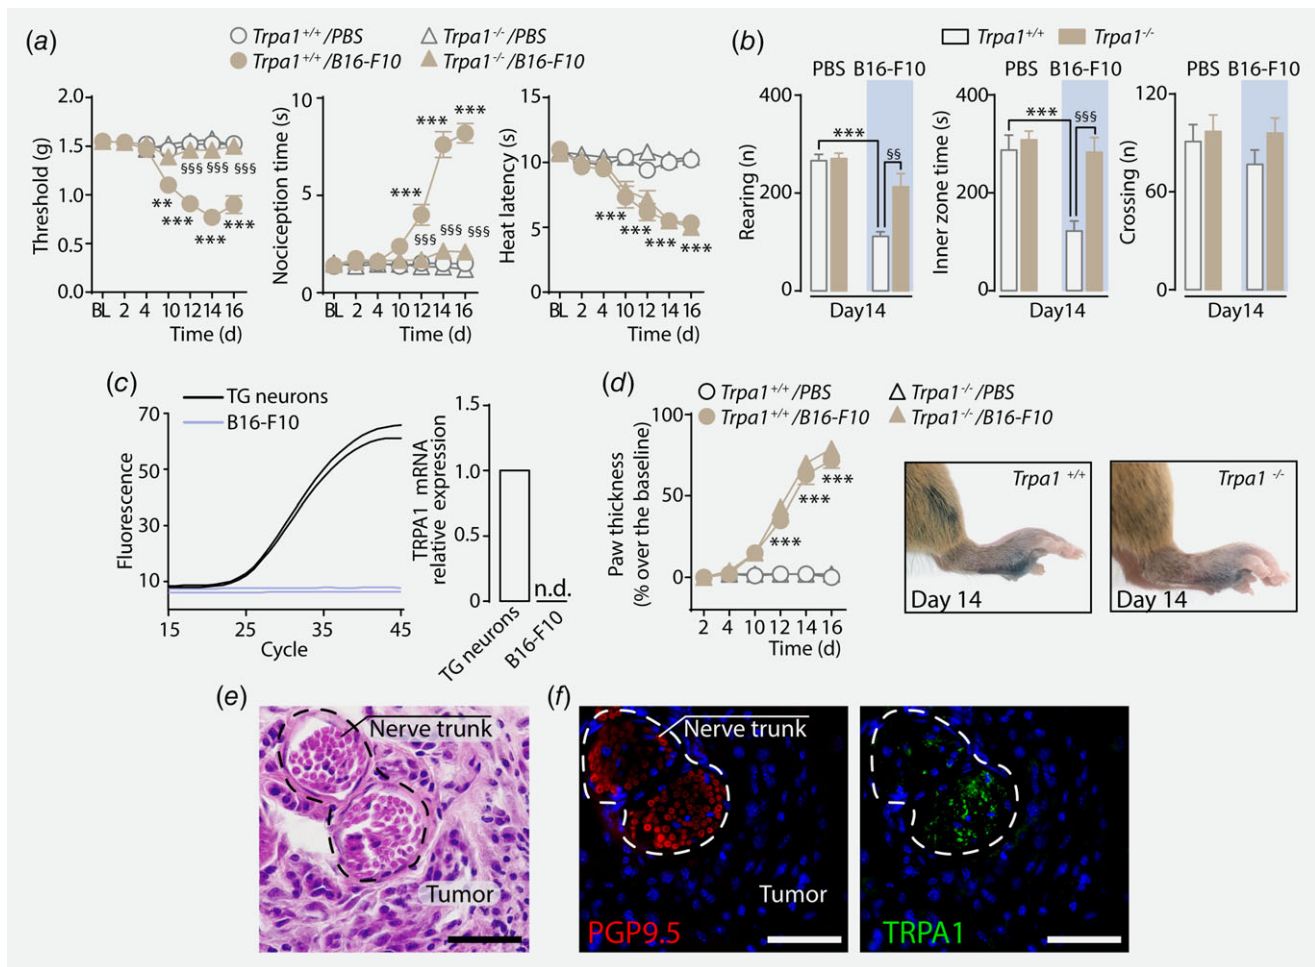 (a)
Trpa1+/+/PBS
Trpa1-/-/PBS
Trpa1+/+/B16-F10
Trpa1-/-/B16-F10
Threshold (g)
2.0
1.5
1.0
0.5
0.0
§§§ §§§ §§§
**
***
***
***
BL 2 4 10 12 14 16
Time (d)
Nociception time (s)
10
5
0
***
***
***
§§§ §§§ §§§
BL 2 4 10 12 14 16
Time (d)
Heat latency (s)
15
10
5
0
***
***
***
***
BL 2 4 10 12 14 16
Time (d)
(b)
Trpa1+/+
Trpa1-/-
PBS B16-F10
Rearing (n)
400
200
0
***
§§
Day14
PBS B16-F10
Inner zone time (s)
400
200
0
***
§§§
Day14
PBS B16-F10
Crossing (n)
120
60
0
Day14
(c)
TG neurons
B16-F10
Fluorescence
70
50
30
10
15 25 35 45
Cycle
TRPA1 mRNA
relative expression
1.5
1.0
0.5
0
n.d.
TG neurons
B16-F10
(d)
Trpa1+/+/PBS
Trpa1-/-/PBS
Trpa1+/+/B16-F10
Trpa1-/-/B16-F10
Paw thickness
(% over the baseline)
100
50
0
***
***
***
2 4 10 12 14 16
Time (d)
Trpa1 +/+
Day 14
Trpa1 -/-
Day 14
(e)
Nerve trunk
Tumor
(f)
Nerve trunk
Tumor
PGP9.5
TRPA1